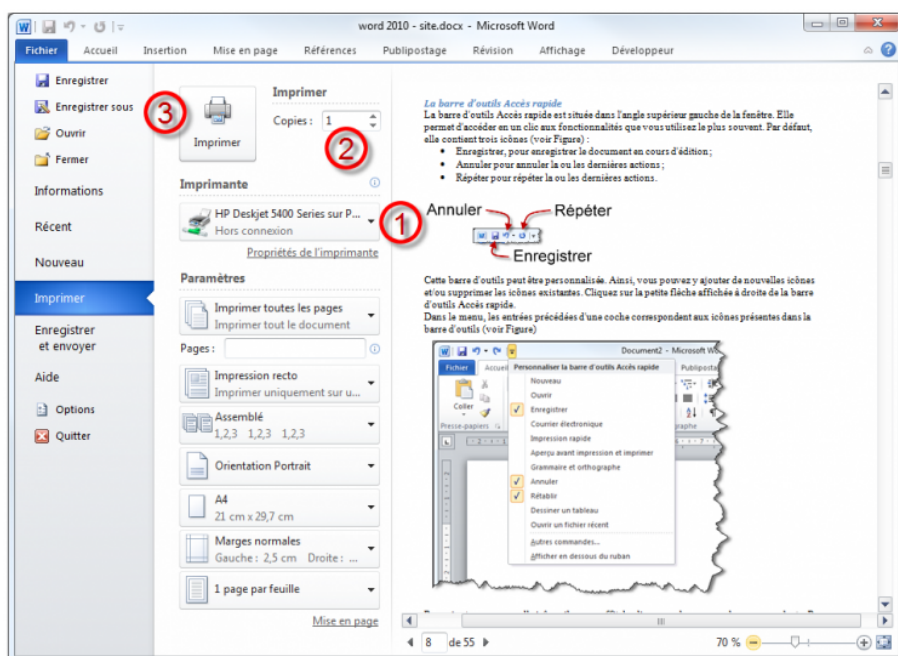 word 2010 - site.docx - Microsoft Word
Fichier Accueil Insertion Mise en page Références Publipostage Révision Affichage Développeur
Enregistrer
Enregistrer sous
Ouvrir
Fermer
Informations
Récent
Nouveau
Imprimer
Enregistrer
et envoyer
Aide
Options
Quitter
3
Imprimer
Imprimer
Copies : 1
2
Imprimante
HP Deskjet 5400 Series sur P...
Hors connexion
1
Propriétés de l'imprimante
Paramètres
Imprimer toutes les pages
Imprimer tout le document
Pages :
Impression recto
Imprimer uniquement sur u...
Assemblé
1,2,3 1,2,3 1,2,3
Orientation Portrait
A4
21 cm x 29,7 cm
Marges normales
Gauche : 2,5 cm Droite : ...
1 page par feuille
Mise en page
La barre d'outils Accès rapide
La barre d'outils Accès rapide est située dans l'angle supérieur gauche de la fenêtre. Elle
permet d'accéder en un clic aux fonctionnalités que vous utilisez le plus souvent. Par défaut,
elle contient trois icônes (voir Figure) :
• Enregistrer, pour enregistrer le document en cours d'édition ;
• Annuler pour annuler la ou les dernières actions ;
• Répéter pour répéter la ou les dernières actions.
Annuler Répéter
Enregistrer
Cette barre d'outils peut être personnalisée. Ainsi, vous pouvez y ajouter de nouvelles icônes
et/ou supprimer les icônes existantes. Cliquez sur la petite flèche affichée à droite de la barre
d'outils Accès rapide.
Dans le menu, les entrées précédées d'une coche correspondent aux icônes présentes dans la
barre d'outils (voir Figure)
Document2 - Microsoft
Fichier Accueil Personnaliser la barre d'outils Accès rapide
Coller
Presse-papiers
Nouveau
Ouvrir
Enregistrer
Courrier électronique
Impression rapide
Aperçu avant impression et imprimer
Grammaire et orthographe
Annuler
Rétablir
Dessiner un tableau
Ouvrir un fichier récent
Autres commandes...
Afficher en dessous du ruban
8 de 55
70 %